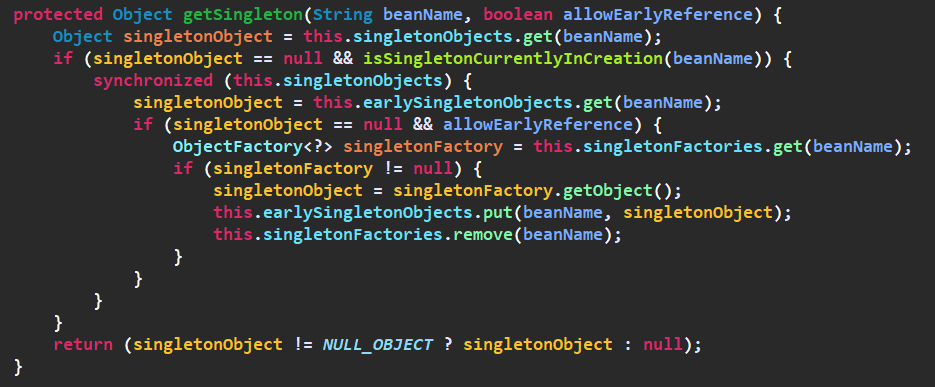 protected Object getSingleton(String beanName, boolean allowEarlyReference) {
    Object singletonObject = this.singletonObjects.get(beanName);
    if (singletonObject == null && isSingletonCurrentlyInCreation(beanName)) {
        synchronized (this.singletonObjects) {
            singletonObject = this.earlySingletonObjects.get(beanName);
            if (singletonObject == null && allowEarlyReference) {
                ObjectFactory<?> singletonFactory = this.singletonFactories.get(beanName);
                if (singletonFactory != null) {
                    singletonObject = singletonFactory.getObject();
                    this.earlySingletonObjects.put(beanName, singletonObject);
                    this.singletonFactories.remove(beanName);
                }
            }
        }
    }
    return (singletonObject != NULL_OBJECT ? singletonObject : null);
}